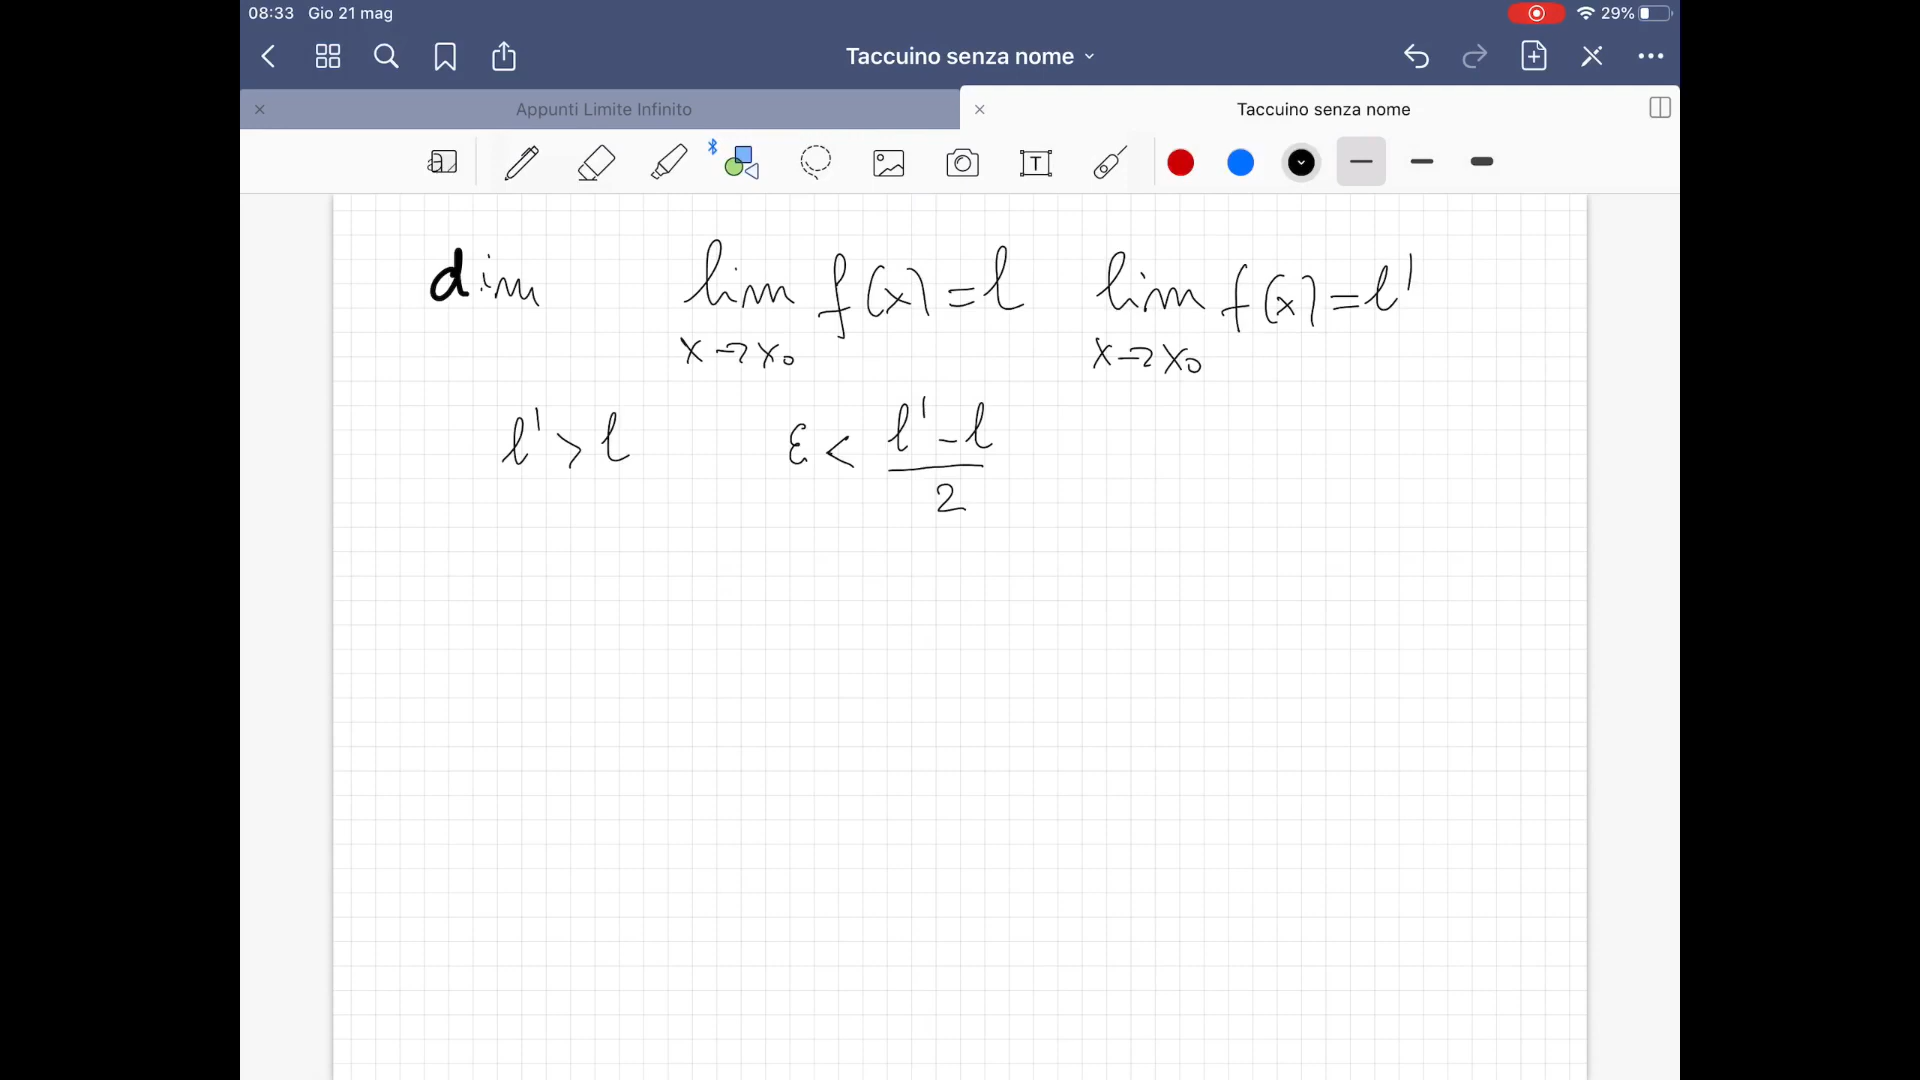 08:33 Gio 21 mag 29%
Taccuino senza nome
Appunti Limite Infinito
Taccuino senza nome
dim lim f(x) = l lim f(x) = l'
x → x₀ x → x₀
l' > l ε < l' - l
2